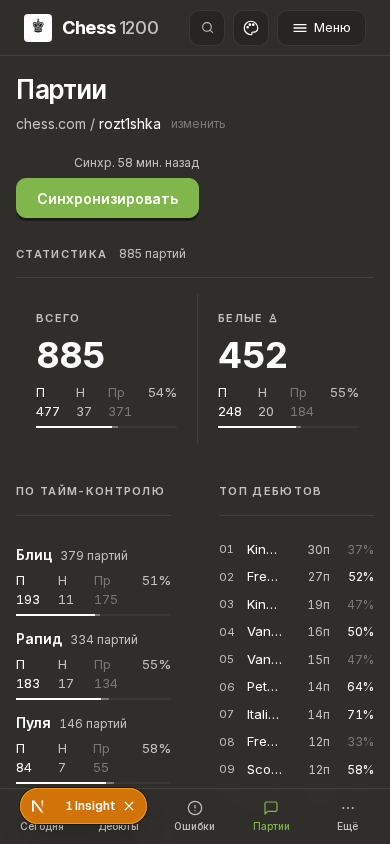 Chess 1200
Меню
Партии
chess.com / rozt1shka изменить
Синхр. 58 мин. назад
Синхронизировать
СТАТИСТИКА 885 партий
ВСЕГО
885
П Н Пр 54%
477 37 371
БЕЛЫЕ ♙
452
П Н Пр 55%
248 20 184
ПО ТАЙМ-КОНТРОЛЮ
Блиц 379 партий
П Н Пр 51%
193 11 175
Рапид 334 партий
П Н Пр 55%
183 17 134
Пуля 146 партий
П Н Пр 58%
84 7 55
ТОП ДЕБЮТОВ
01 Kin... 30п 37%
02 Fre... 27п 52%
03 Kin... 19п 47%
04 Van... 16п 50%
05 Van... 15п 47%
06 Pet... 14п 64%
07 Itali... 14п 71%
08 Fre... 12п 33%
09 Sco... 12п 58%
N 1 Insight
Сегодня Дебюты Ошибки Партии Ещё